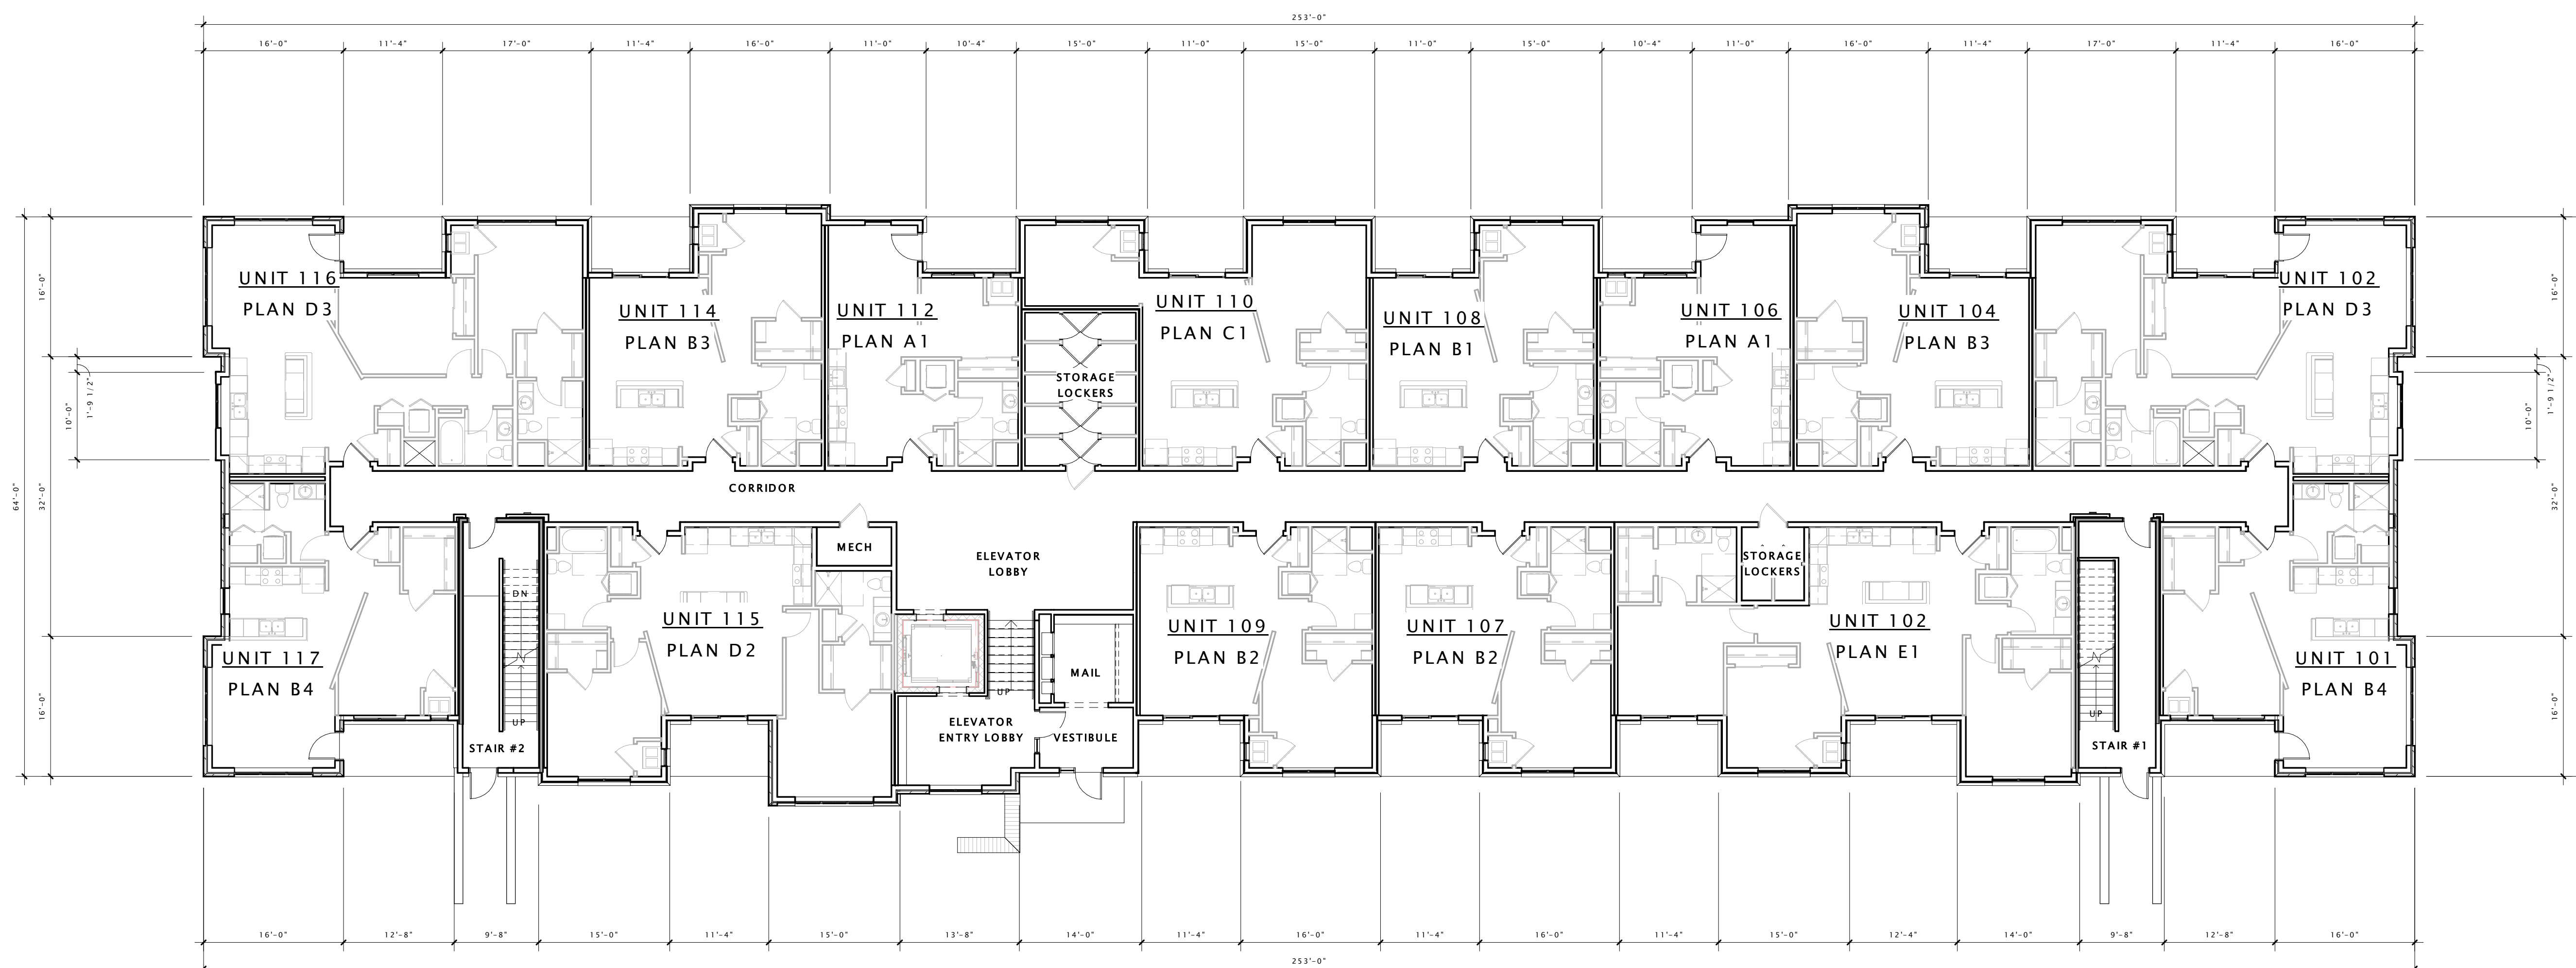 253'-0"
16'-0" 11'-4" 17'-0" 11'-4" 16'-0" 11'-0" 10'-4" 15'-0" 11'-0" 15'-0" 11'-0" 15'-0" 10'-4" 11'-0" 16'-0" 11'-4" 17'-0" 11'-4" 16'-0"
64'-0"
16'-0"
32'-0"
16'-0"
10'-0"
1'-9 1/2"
UNIT 116
PLAN D3
UNIT 114
PLAN B3
UNIT 112
PLAN A1
STORAGE
LOCKERS
UNIT 110
PLAN C1
UNIT 108
PLAN B1
UNIT 106
PLAN A1
UNIT 104
PLAN B3
UNIT 102
PLAN D3
16'-0"
1'-9 1/2"
10'-0"
32'-0"
16'-0"
CORRIDOR
UNIT 117
PLAN B4
DN
UP
STAIR #2
UNIT 115
PLAN D2
MECH
ELEVATOR
LOBBY
UP
MAIL
ELEVATOR
ENTRY LOBBY
VESTIBULE
UNIT 109
PLAN B2
UNIT 107
PLAN B2
STORAGE
LOCKERS
UNIT 102
PLAN E1
UP
STAIR #1
UNIT 101
PLAN B4
16'-0" 12'-8" 9'-8" 15'-0" 11'-4" 15'-0" 13'-8" 14'-0" 11'-4" 16'-0" 11'-4" 16'-0" 11'-4" 15'-0" 12'-4" 14'-0" 9'-8" 12'-8" 16'-0"
253'-0"